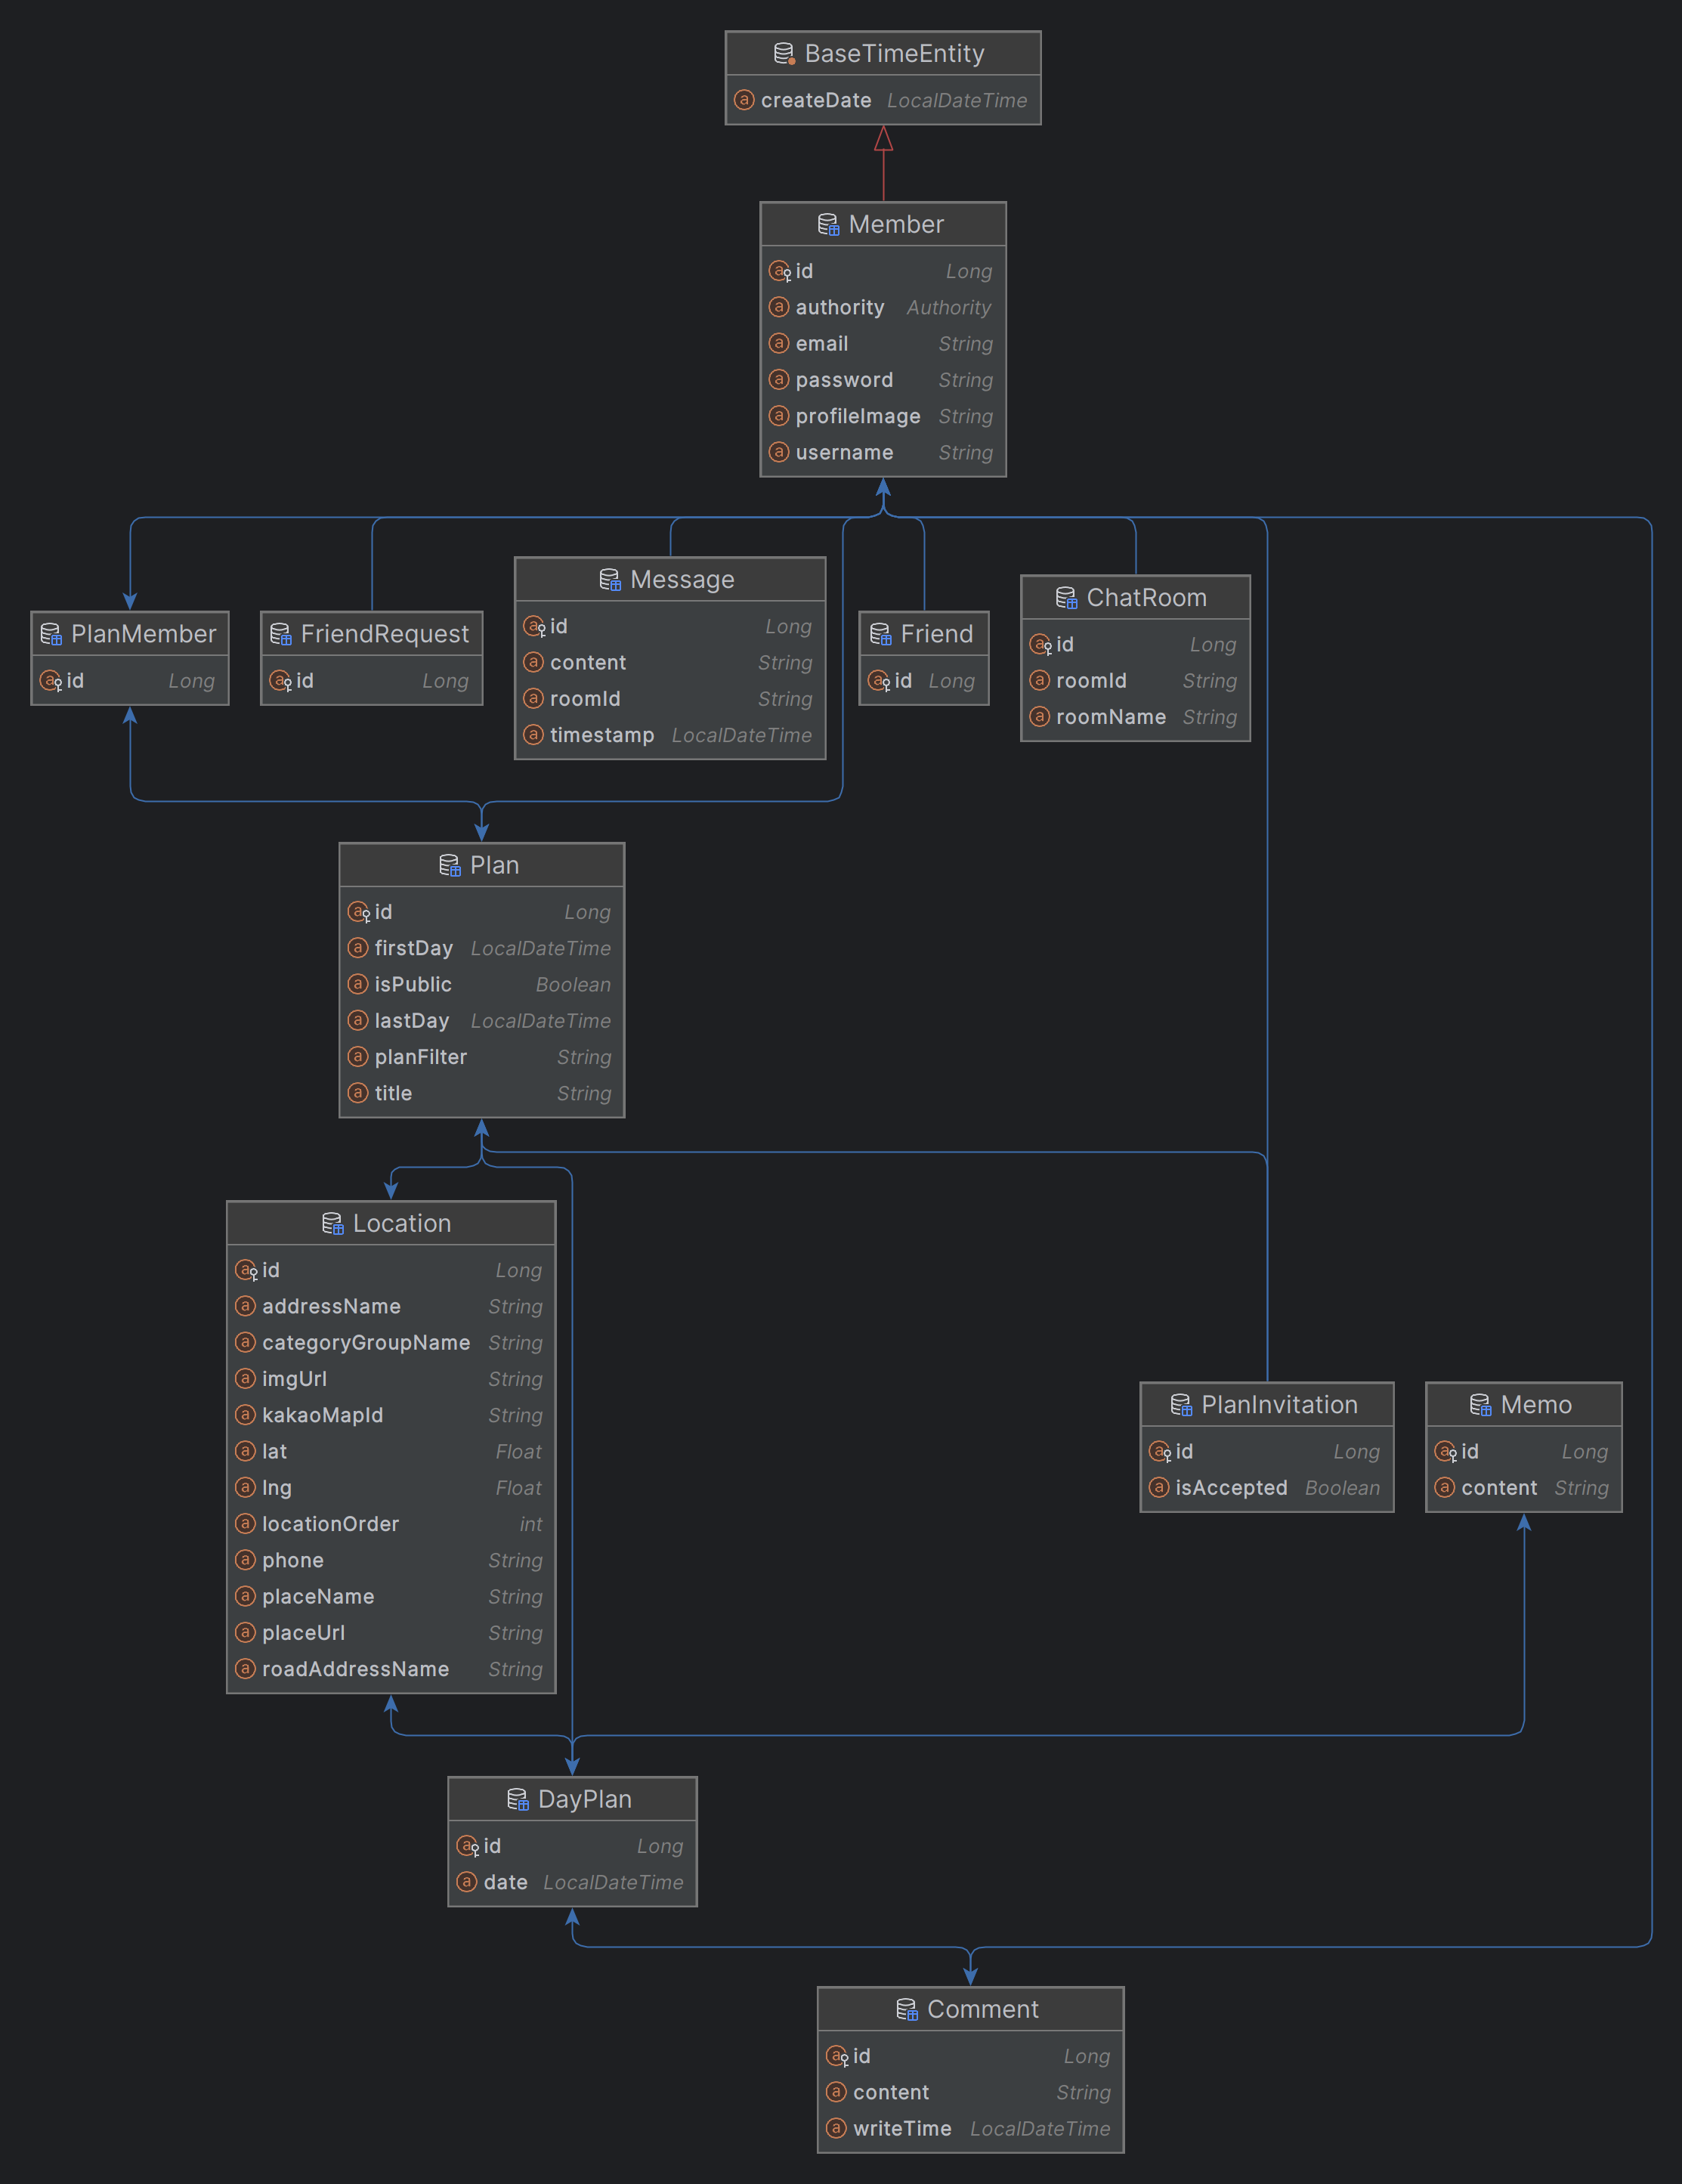 BaseTimeEntity
createDate LocalDateTime
Member
id Long
authority Authority
email String
password String
profileImage String
username String
PlanMember
id Long
FriendRequest
id Long
Message
id Long
content String
roomId String
timestamp LocalDateTime
Friend
id Long
ChatRoom
id Long
roomId String
roomName String
Plan
id Long
firstDay LocalDateTime
isPublic Boolean
lastDay LocalDateTime
planFilter String
title String
Location
id Long
addressName String
categoryGroupName String
imgUrl String
kakaoMapId String
lat Float
lng Float
locationOrder int
phone String
placeName String
placeUrl String
roadAddressName String
PlanInvitation
id Long
isAccepted Boolean
Memo
id Long
content String
DayPlan
id Long
date LocalDateTime
Comment
id Long
content String
writeTime LocalDateTime